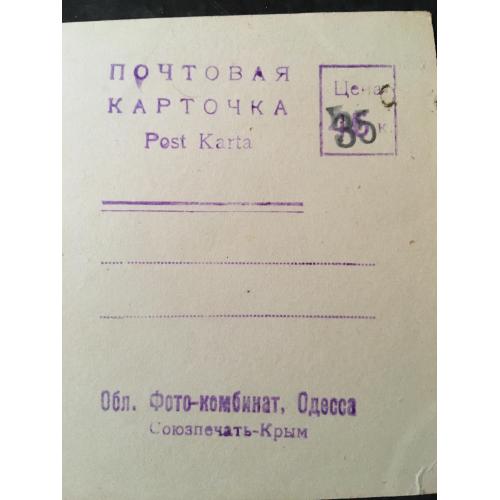 ПОЧТОВАЯ
КАРТОЧКА
Post Karta
Цена
35 к.
Обл. Фото-комбинат, Одесса
Союзпечать-Крым